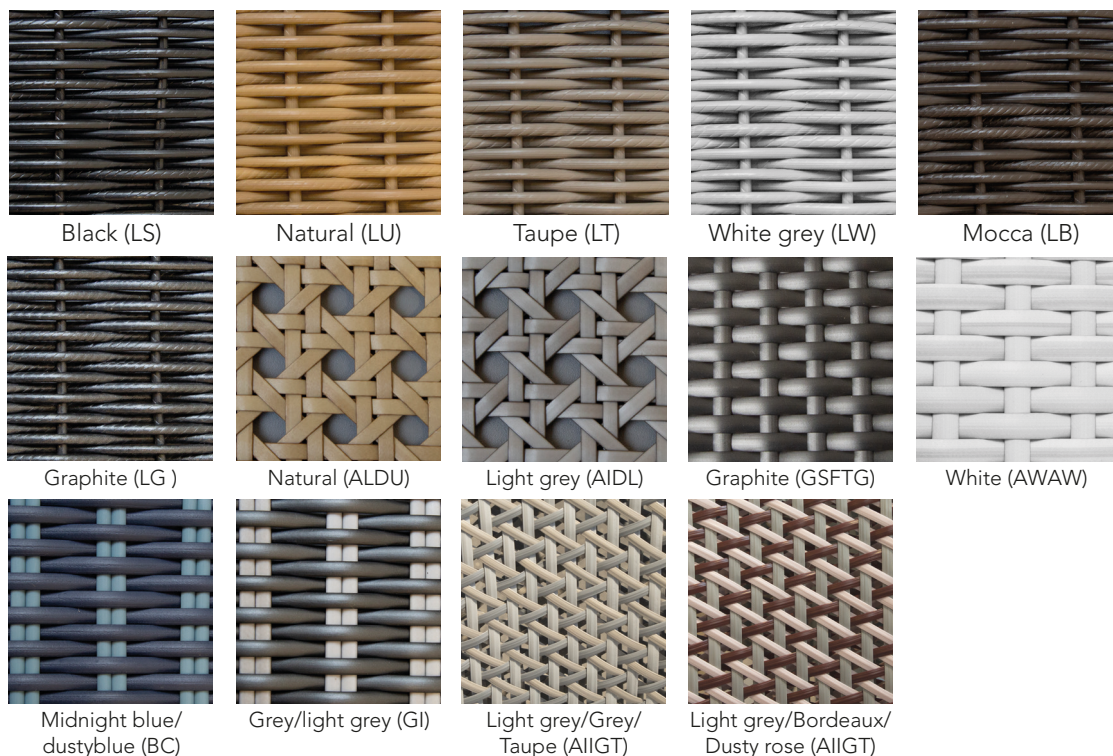 Black (LS)
Natural (LU)
Taupe (LT)
White grey (LW)
Mocca (LB)
Graphite (LG )
Natural (ALDU)
Light grey (AIDL)
Graphite (GSFTG)
White (AWAW)
Midnight blue/
dustyblue (BC)
Grey/light grey (GI)
Light grey/Grey/
Taupe (AIIGT)
Light grey/Bordeaux/
Dusty rose (AIIGT)